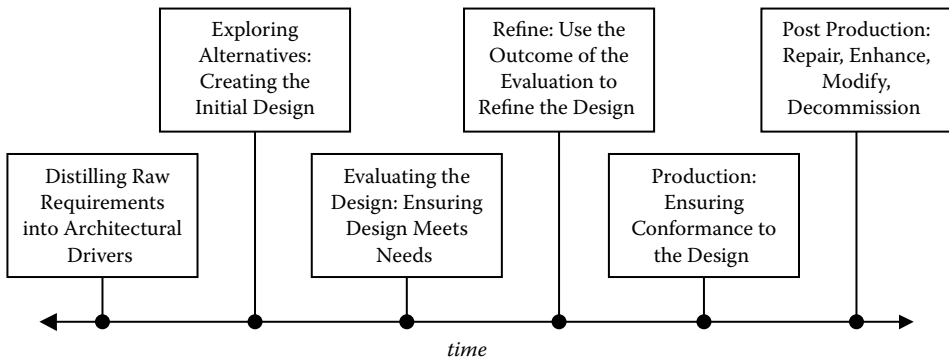 Exploring
Alternatives:
Creating the
Initial Design
Refine: Use the
Outcome of the
Evaluation to
Refine the Design
Post Production:
Repair, Enhance,
Modify,
Decommission
Distilling Raw
Requirements
into Architectural
Drivers
Evaluating the
Design: Ensuring
Design Meets
Needs
Production:
Ensuring
Conformance to
the Design
time